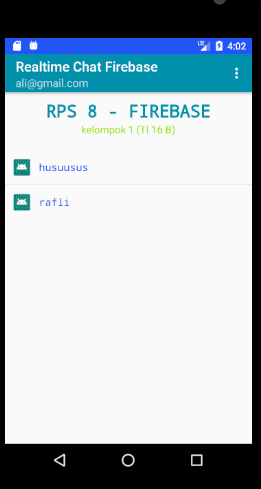 4:02
Realtime Chat Firebase
ali@gmail.com
RPS 8 - FIREBASE
kelompok 1 (TI 16 B)
husuusus
rafli